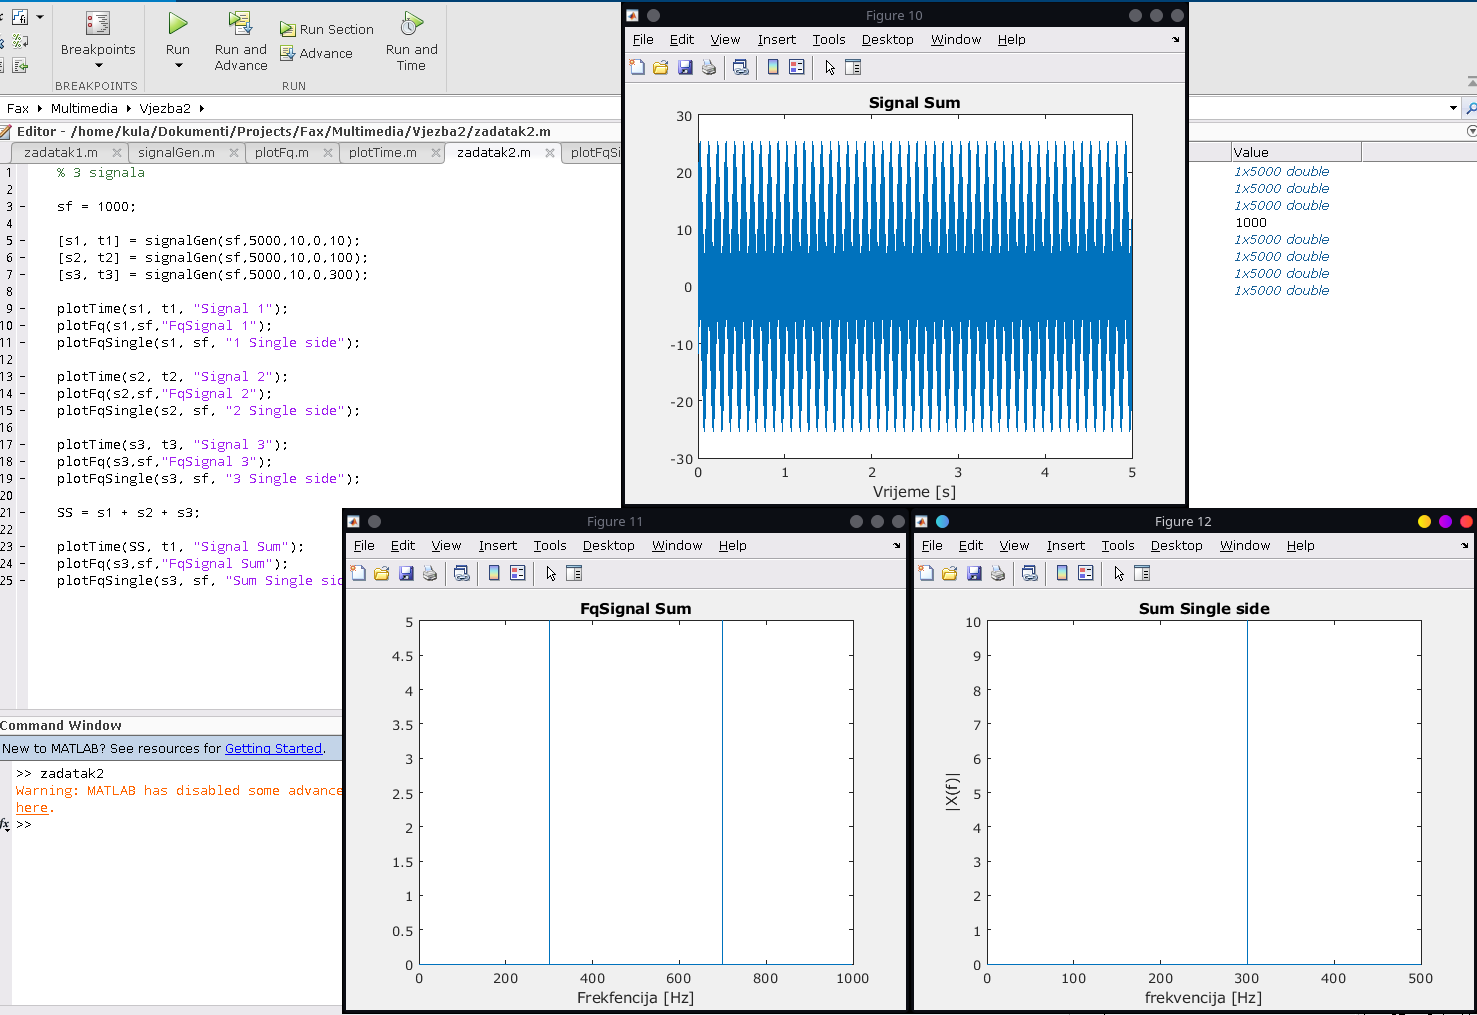 Breakpoints
Run
Run and Advance
Run Section
Advance
Run and Time
BREAKPOINTS
RUN
Fax Multimedia Vjezba2
Editor - /home/kula/Dokumenti/Projects/Fax/Multimedia/Vjezba2/zadatak2.m
zadatak1.m signalGen.m plotFq.m plotTime.m zadatak2.m plotFqSi
1 % 3 signala
2
3 - sf = 1000;
4
5 - [s1, t1] = signalGen(sf,5000,10,0,10);
6 - [s2, t2] = signalGen(sf,5000,10,0,100);
7 - [s3, t3] = signalGen(sf,5000,10,0,300);
8
9 - plotTime(s1, t1, "Signal 1");
10 - plotFq(s1,sf,"FqSignal 1");
11 - plotFqSingle(s1, sf, "1 Single side");
12
13 - plotTime(s2, t2, "Signal 2");
14 - plotFq(s2,sf,"FqSignal 2");
15 - plotFqSingle(s2, sf, "2 Single side");
16
17 - plotTime(s3, t3, "Signal 3");
18 - plotFq(s3,sf,"FqSignal 3");
19 - plotFqSingle(s3, sf, "3 Single side");
20
21 - SS = s1 + s2 + s3;
22
23 - plotTime(SS, t1, "Signal Sum");
24 - plotFq(s3,sf,"FqSignal Sum");
25 - plotFqSingle(s3, sf, "Sum Single sid
Command Window
New to MATLAB? See resources for Getting Started.
>> zadatak2
Warning: MATLAB has disabled some advance
here.
fx >>
Figure 10
File Edit View Insert Tools Desktop Window Help
Signal Sum
30
20
10
0
-10
-20
-30
0 1 2 3 4 5
Vrijeme [s]
Value
1x5000 double
1x5000 double
1x5000 double
1000
1x5000 double
1x5000 double
1x5000 double
1x5000 double
Figure 11
File Edit View Insert Tools Desktop Window Help
FqSignal Sum
5
4.5
4
3.5
3
2.5
2
1.5
1
0.5
0
0 200 400 600 800 1000
Frekfencija [Hz]
Figure 12
File Edit View Insert Tools Desktop Window Help
Sum Single side
10
9
8
7
6
5
4
3
2
1
0
|X(f)|
0 100 200 300 400 500
frekvencija [Hz]